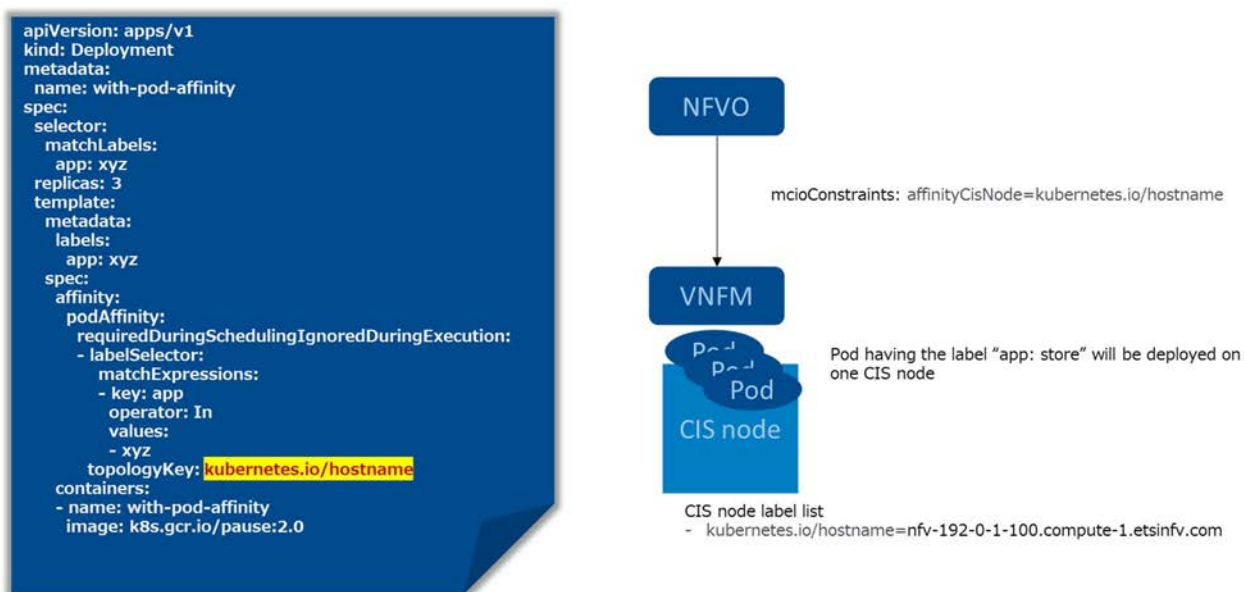 apiVersion: apps/v1
kind: Deployment
metadata:
  name: with-pod-affinity
spec:
  selector:
    matchLabels:
      app: xyz
  replicas: 3
  template:
    metadata:
      labels:
        app: xyz
    spec:
      affinity:
        podAffinity:
          requiredDuringSchedulingIgnoredDuringExecution:
          - labelSelector:
              matchExpressions:
              - key: app
                operator: In
                values:
                - xyz
            topologyKey: kubernetes.io/hostname
      containers:
      - name: with-pod-affinity
        image: k8s.gcr.io/pause:2.0
NFVO
mcioConstraints: affinityCisNode=kubernetes.io/hostname
VNFM
Pod
Pod
Pod
CIS node
Pod having the label “app: store” will be deployed on
one CIS node
CIS node label list
- kubernetes.io/hostname=nfv-192-0-1-100.compute-1.etsinfv.com